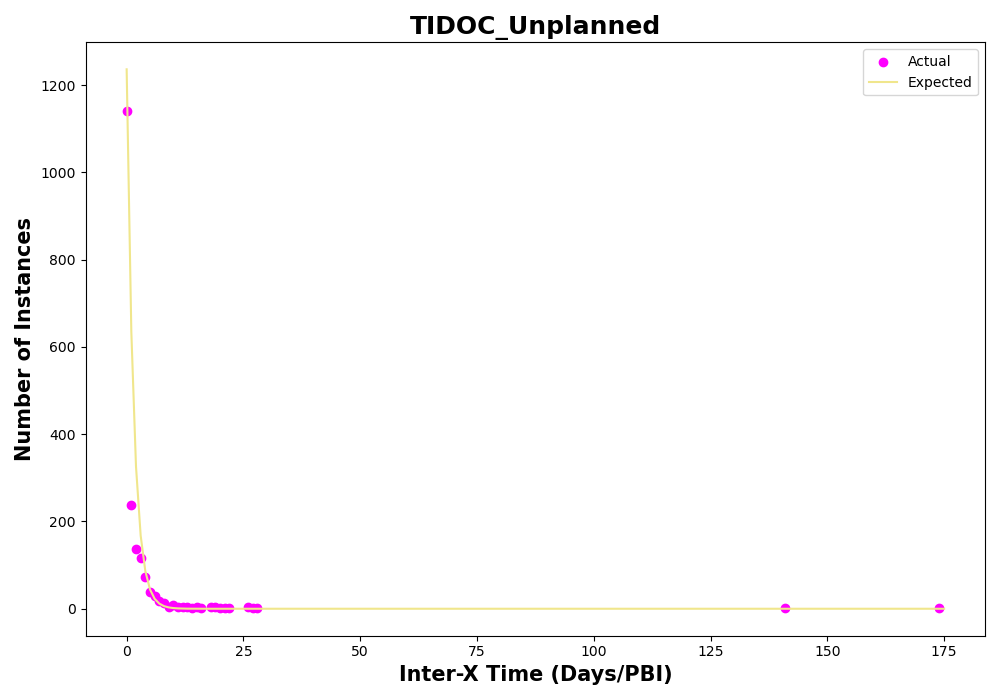 TIDOC_Unplanned
Actual
Expected
Number of Instances
1200
1000
800
600
400
200
0
0 25 50 75 100 125 150 175
Inter-X Time (Days/PBI)